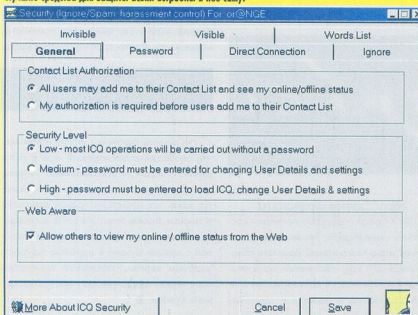 Security (Ignore/Spam, harassment control) For or@NGE
Invisible
Visible
Words List
General
Password
Direct Connection
Ignore
Contact List Authorization
All users may add me to their Contact List and see my online/offline status
My authorization is required before users add me to their Contact List
Security Level
Low - most ICQ operations will be carried out without a password
Medium - password must be entered for changing User Details and settings
High - password must be entered to load ICQ, change User Details & settings
Web Aware
Allow others to view my online / offline status from the Web
More About ICQ Security
Cancel
Save